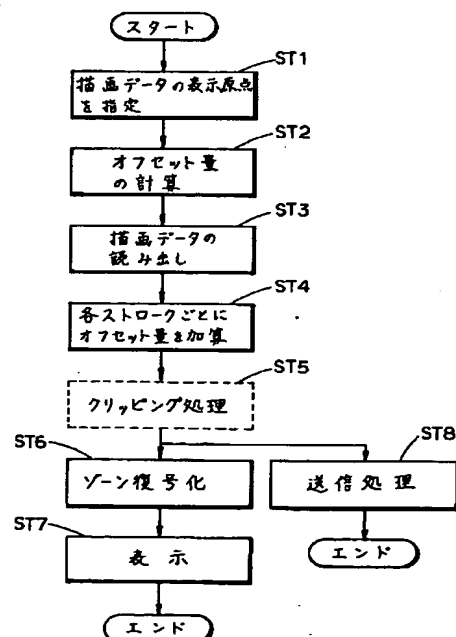 スタート
ST1
描画データの表示原点
を指定
ST2
オフセット量
の計算
ST3
描画データの
読み出し
ST4
各ストロークごとに
オフセット量を加算
ST5
クリッピング処理
ST6
ゾーン復号化
ST8
送信処理
ST7
表示
エンド
エンド